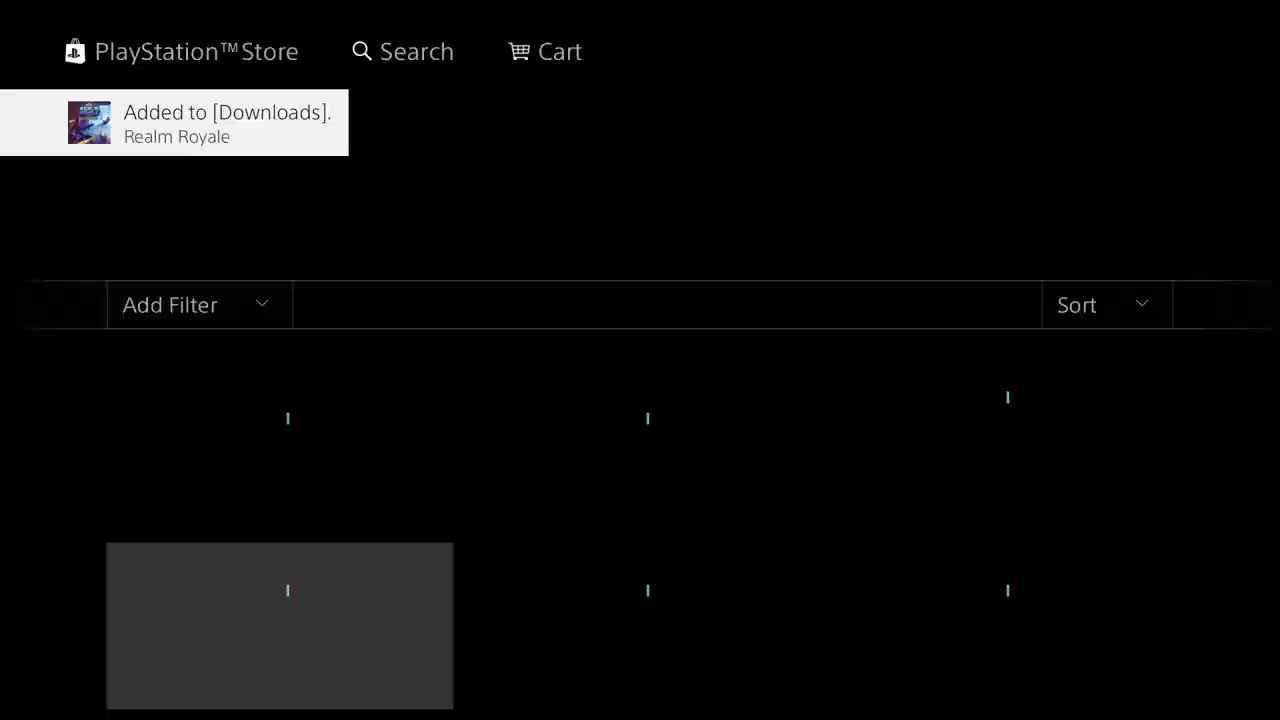 PlayStation™Store Search Cart
Added to [Downloads].
Realm Royale
Add Filter Sort